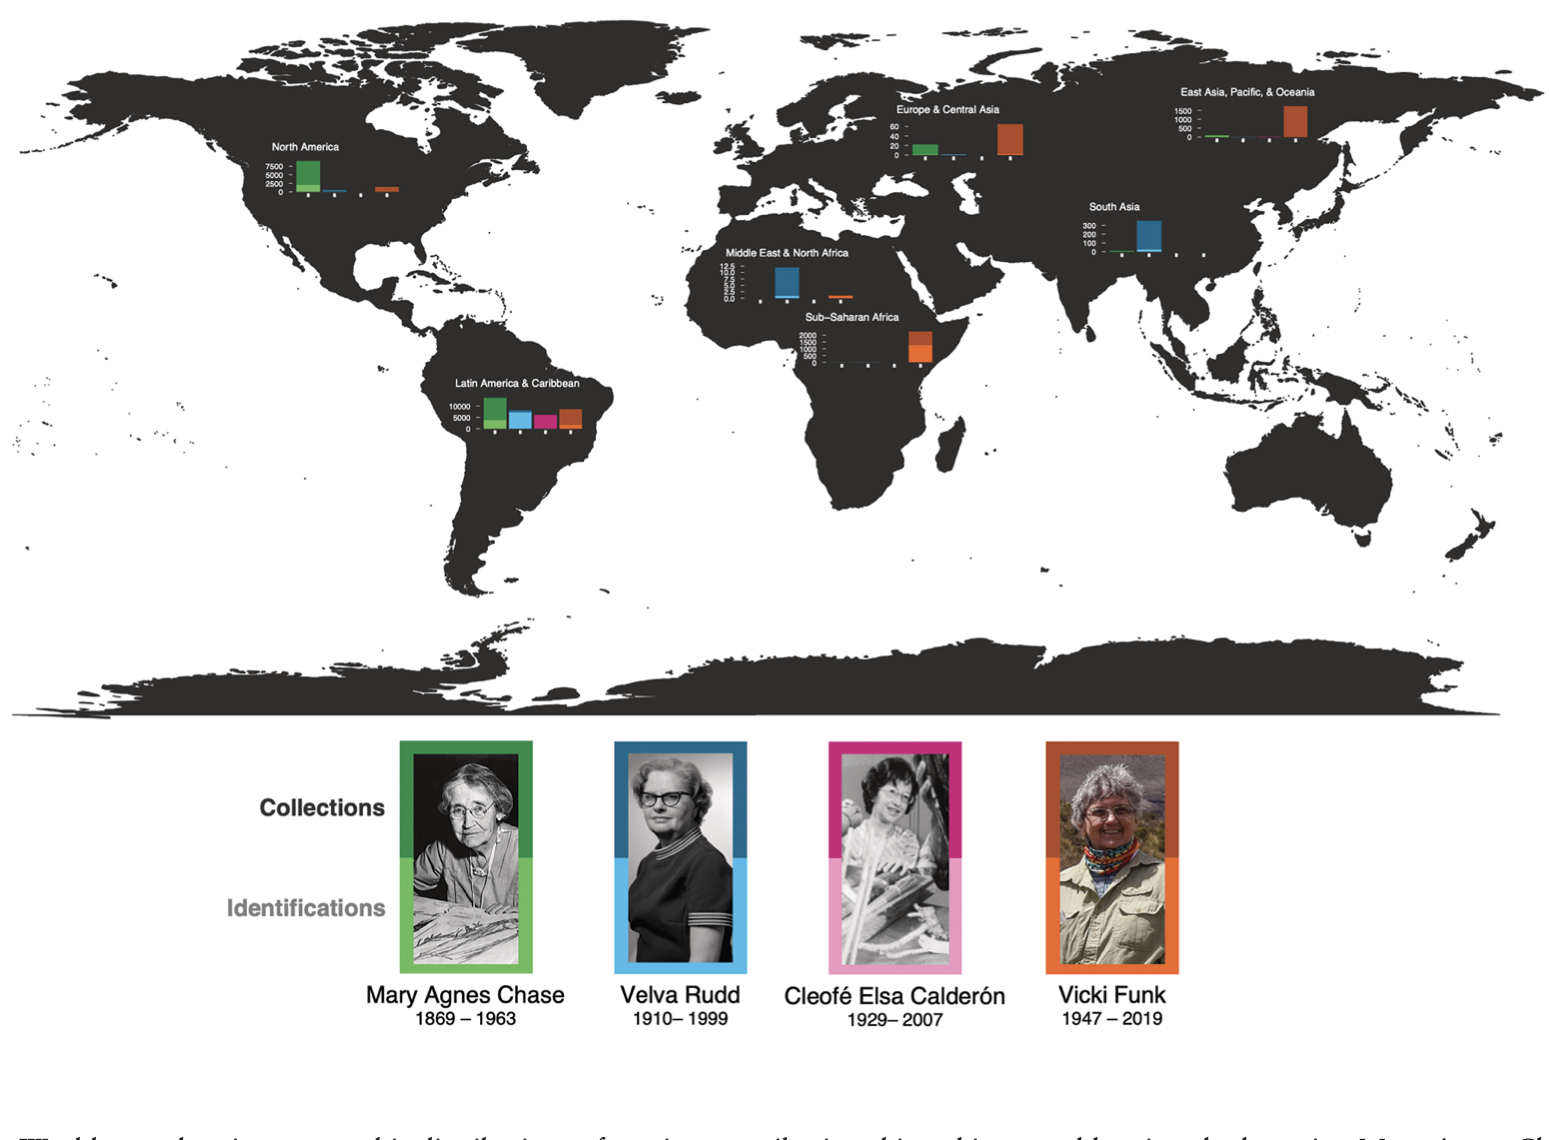 East Asia, Pacific, & Oceania
1500
1000
500
0
Europe & Central Asia
60
40
20
0
North America
7500
5000
2500
0
South Asia
300
200
100
0
Middle East & North Africa
12.5
10.0
7.5
5.0
2.5
0.0
Sub–Saharan Africa
2000
1500
1000
500
0
Latin America & Caribbean
10000
5000
0
Collections
Identifications
Mary Agnes Chase
1869 – 1963
Velva Rudd
1910– 1999
Cleofé Elsa Calderón
1929– 2007
Vicki Funk
1947 – 2019